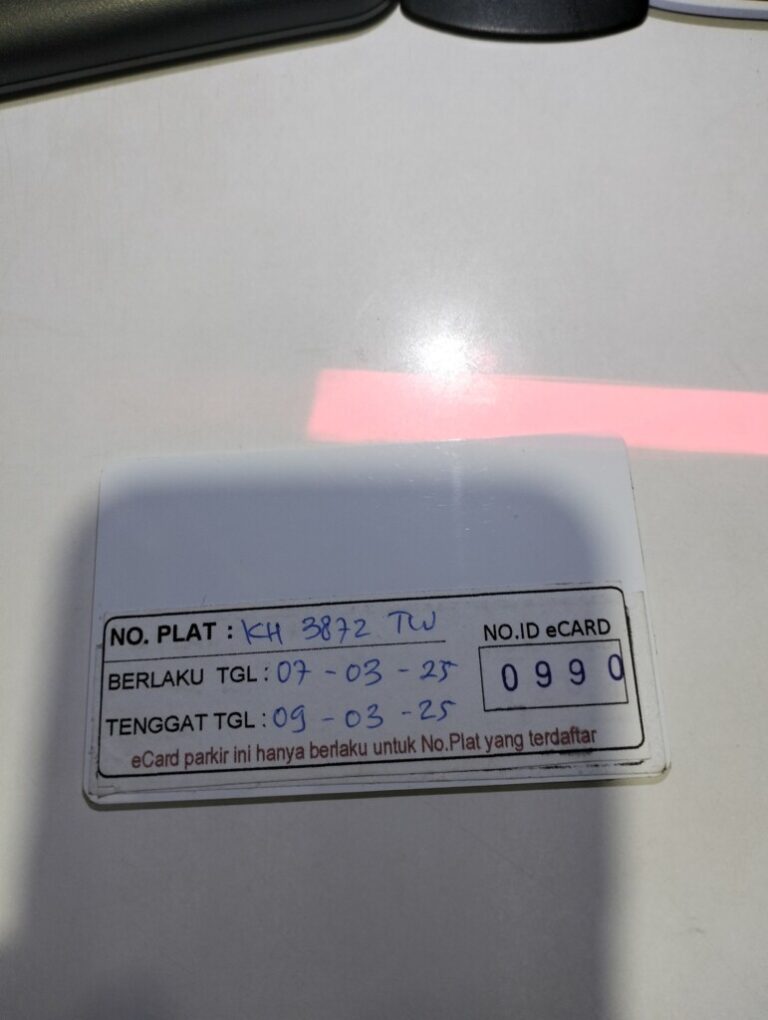 NO. PLAT : KH 3872 TW
NO.ID eCARD
BERLAKU TGL : 07 - 03 - 25
0990
TENGGAT TGL : 09 - 03 - 25
eCard parkir ini hanya berlaku untuk No.Plat yang terdaftar